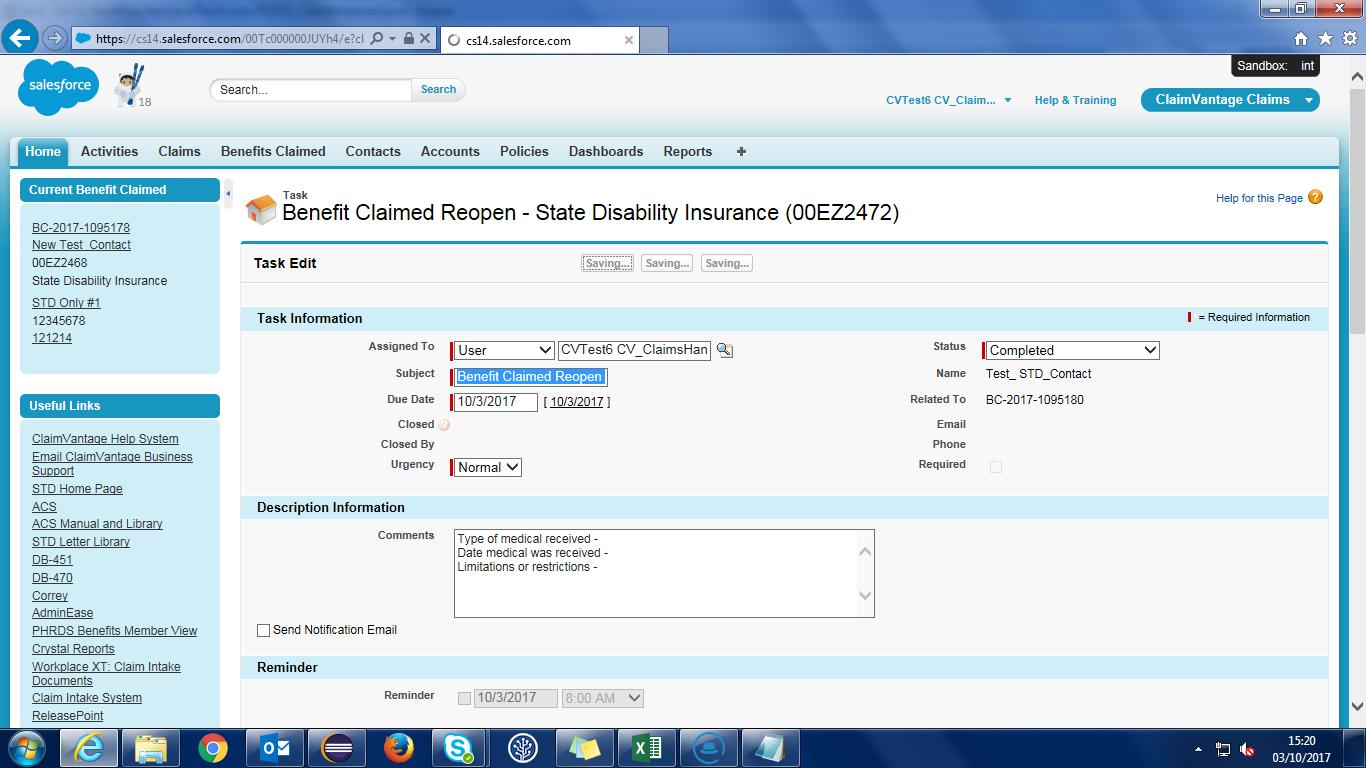 https://cs14.salesforce.com/00Tc000000JUYh4/e?cl
cs14.salesforce.com
Sandbox: int
salesforce
18
Search...
Search
CVTest6 CV_Claim...
Help & Training
ClaimVantage Claims
Home Activities Claims Benefits Claimed Contacts Accounts Policies Dashboards Reports +
Current Benefit Claimed
BC-2017-1095178
New Test_Contact
00EZ2468
State Disability Insurance
STD Only #1
12345678
121214
Useful Links
ClaimVantage Help System
Email ClaimVantage Business
Support
STD Home Page
ACS
ACS Manual and Library
STD Letter Library
DB-451
DB-470
Correy
AdminEase
PHRDS Benefits Member View
Crystal Reports
Workplace XT: Claim Intake
Documents
Claim Intake System
ReleasePoint
Task
Benefit Claimed Reopen - State Disability Insurance (00EZ2472)
Help for this Page
Task Edit
Saving... Saving... Saving...
Task Information
= Required Information
Assigned To User CVTest6 CV_ClaimsHan
Status Completed
Subject Benefit Claimed Reopen
Name Test_ STD_Contact
Due Date 10/3/2017 [ 10/3/2017 ]
Related To BC-2017-1095180
Closed
Email
Closed By
Phone
Urgency Normal
Required
Description Information
Comments
Type of medical received -
Date medical was received -
Limitations or restrictions -
Send Notification Email
Reminder
Reminder 10/3/2017 8:00 AM
15:20
03/10/2017